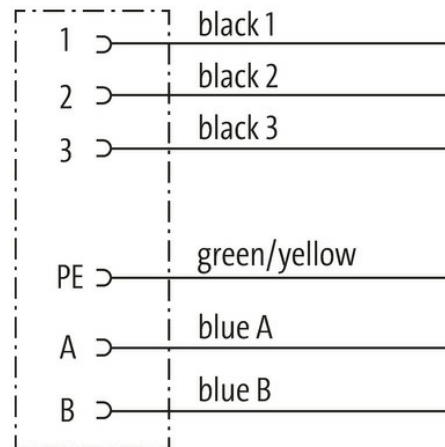 1 black 1
2 black 2
3 black 3
PE green/yellow
A blue A
B blue B